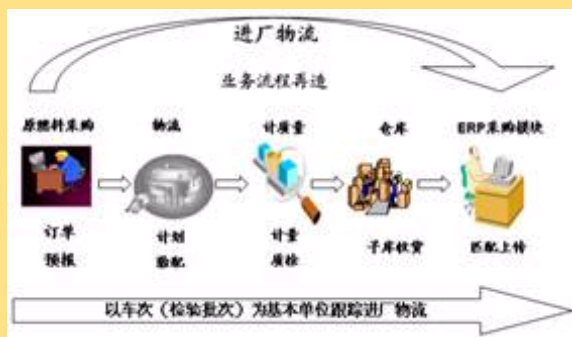 进厂物流
业务流程再造
原燃料采购 物流 计质量 仓库 ERP采购模块
订单 计划 计量 子库收货 匹配上传
预报 勤配 质检
以车次（检验批次）为基本单位跟踪进厂物流